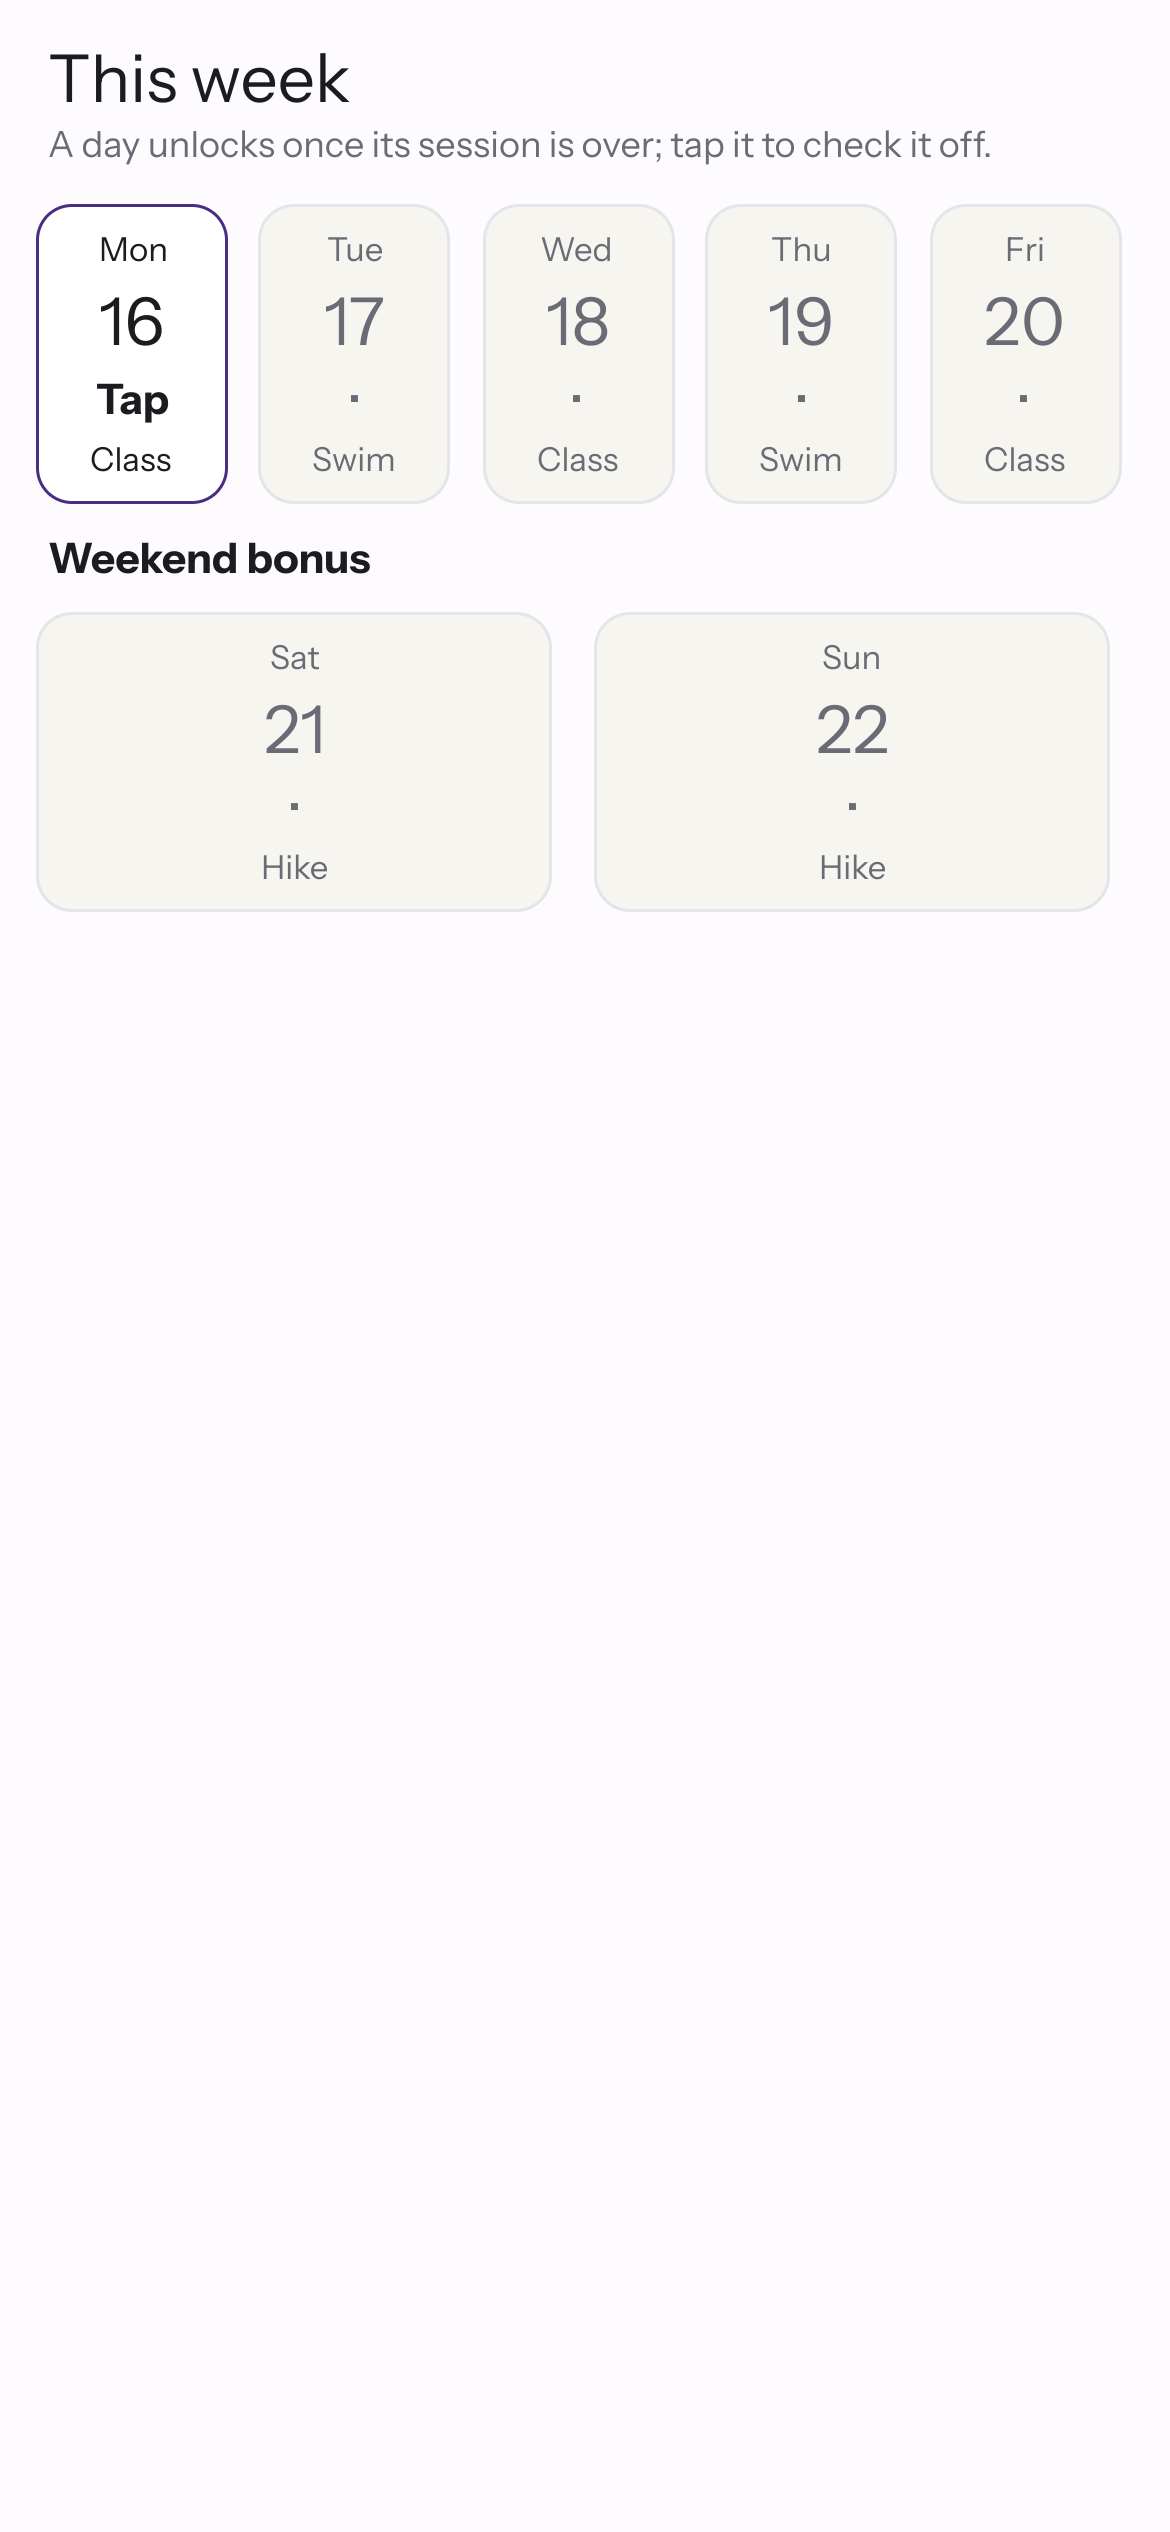 This week
A day unlocks once its session is over; tap it to check it off.
Mon Tue Wed Thu Fri
16 17 18 19 20
Tap · · · ·
Class Swim Class Swim Class
Weekend bonus
Sat Sun
21 22
· ·
Hike Hike